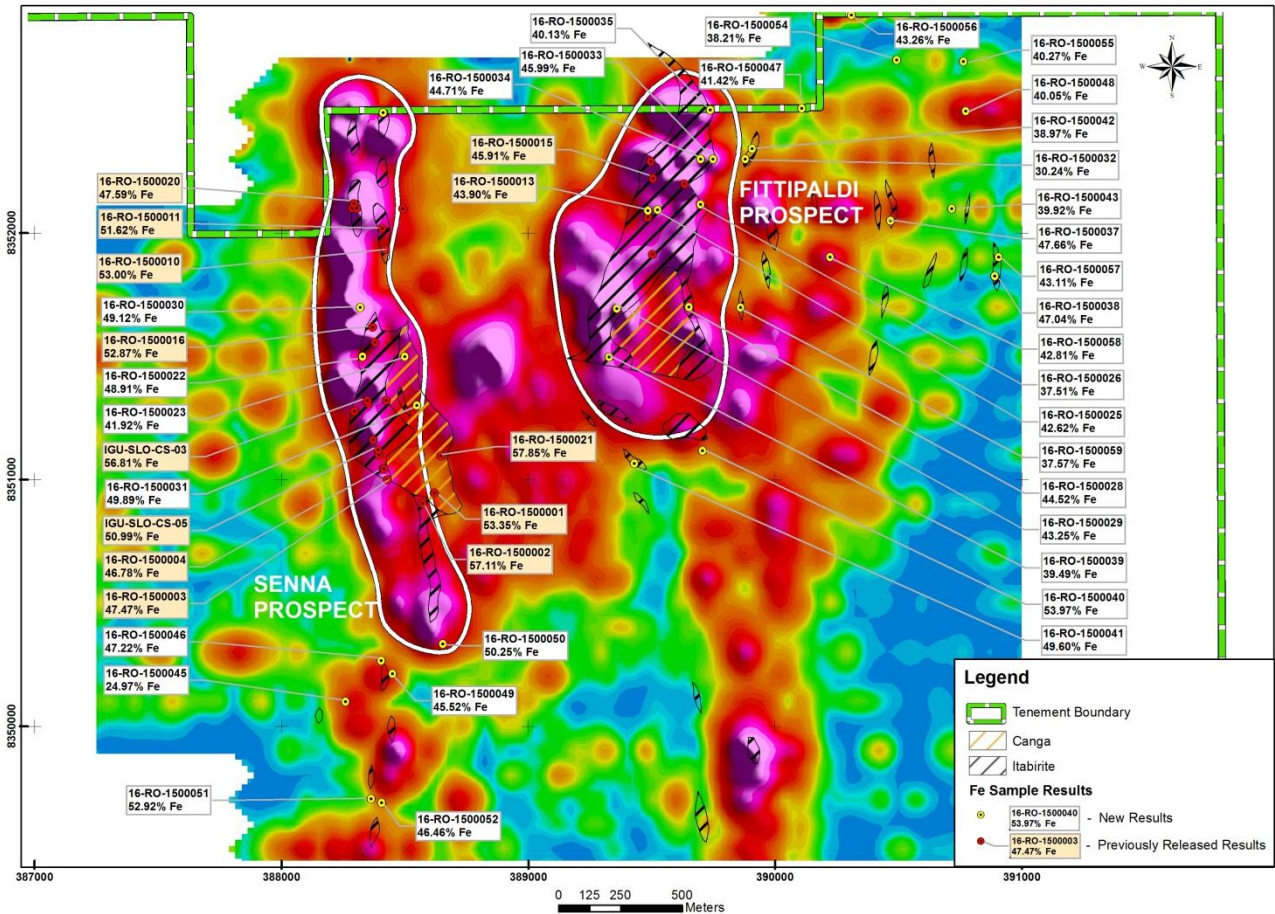 16-RO-1500035
40.13% Fe
16-RO-1500033
45.99% Fe
16-RO-1500034
44.71% Fe
16-RO-1500054
38.21% Fe
16-RO-1500047
41.42% Fe
16-RO-1500056
43.26% Fe
16-RO-1500055
40.27% Fe
16-RO-1500048
40.05% Fe
16-RO-1500042
38.97% Fe
16-RO-1500032
30.24% Fe
16-RO-1500043
39.92% Fe
16-RO-1500037
47.66% Fe
16-RO-1500057
43.11% Fe
16-RO-1500038
47.04% Fe
16-RO-1500058
42.81% Fe
16-RO-1500026
37.51% Fe
16-RO-1500025
42.62% Fe
16-RO-1500059
37.57% Fe
16-RO-1500028
44.52% Fe
16-RO-1500029
43.25% Fe
16-RO-1500039
39.49% Fe
16-RO-1500040
53.97% Fe
16-RO-1500041
49.60% Fe
N
W
E
S
16-RO-1500015
45.91% Fe
16-RO-1500013
43.90% Fe
FITTIPALDI
PROSPECT
16-RO-1500020
47.59% Fe
16-RO-1500011
51.62% Fe
16-RO-1500010
53.00% Fe
16-RO-1500030
49.12% Fe
16-RO-1500016
52.87% Fe
16-RO-1500022
48.91% Fe
16-RO-1500023
41.92% Fe
IGU-SLO-CS-03
56.81% Fe
16-RO-1500031
49.89% Fe
IGU-SLO-CS-05
50.99% Fe
16-RO-1500004
46.78% Fe
16-RO-1500003
47.47% Fe
16-RO-1500046
47.22% Fe
16-RO-1500045
24.97% Fe
16-RO-1500051
52.92% Fe
16-RO-1500052
46.46% Fe
16-RO-1500049
45.52% Fe
16-RO-1500050
50.25% Fe
16-RO-1500002
57.11% Fe
16-RO-1500001
53.35% Fe
16-RO-1500021
57.85% Fe
SENNA
PROSPECT
8352000
8351000
8350000
387000
388000
389000
390000
391000
0 125 250 500
Meters
Legend
Tenement Boundary
Canga
Itabirite
Fe Sample Results
16-RO-1500040
53.97% Fe
- New Results
16-RO-1500003
47.47% Fe
- Previously Released Results